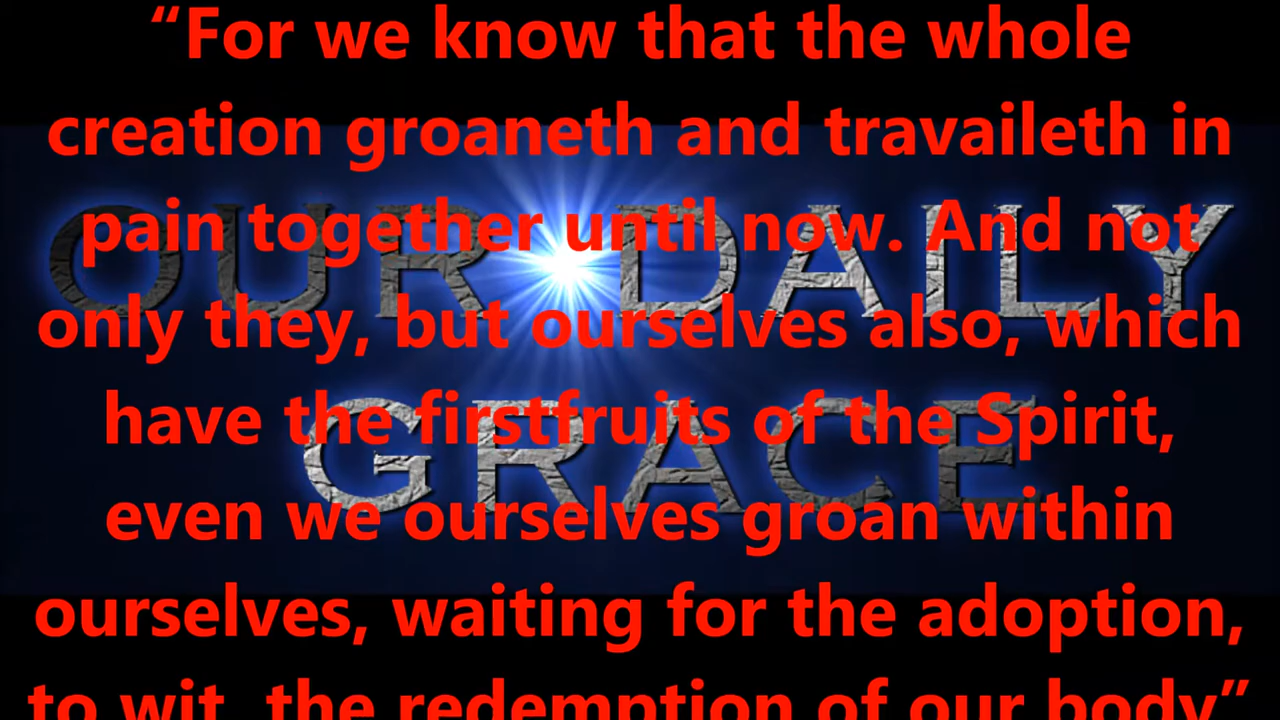 “For we know that the whole
creation groaneth and travaileth in
pain together until now. And not
only they, but ourselves also, which
have the firstfruits of the Spirit,
even we ourselves groan within
ourselves, waiting for the adoption,
to wit, the redemption of our body”
OUR DAILY
GRACE